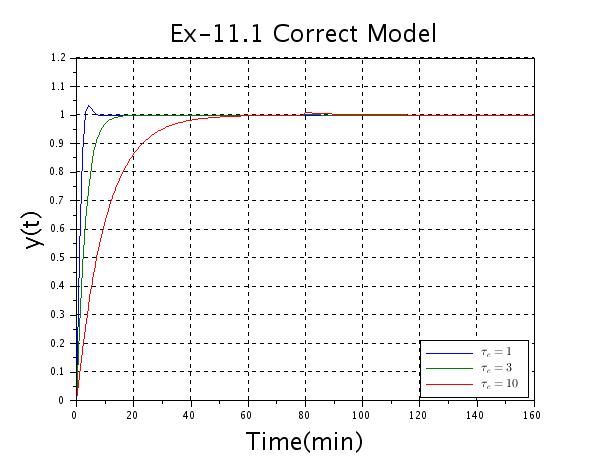 Ex-11.1 Correct Model
y(t)
1.2
1.1
1
0.9
0.8
0.7
0.6
0.5
0.4
0.3
0.2
0.1
0
0 20 40 60 80 100 120 140 160
Time(min)
τc = 1
τc = 3
τc = 10